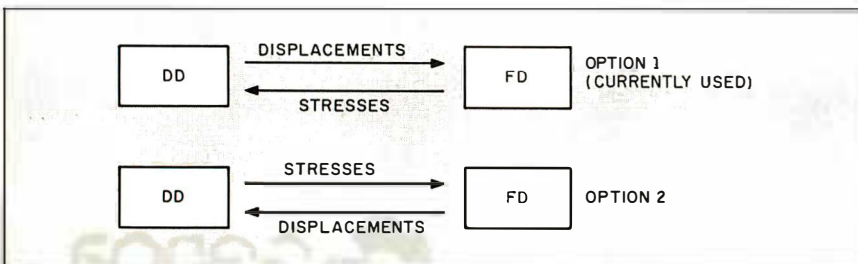 DISPLACEMENTS
DD
FD
OPTION 1
(CURRENTLY USED)
STRESSES
STRESSES
DD
FD
OPTION 2
DISPLACEMENTS